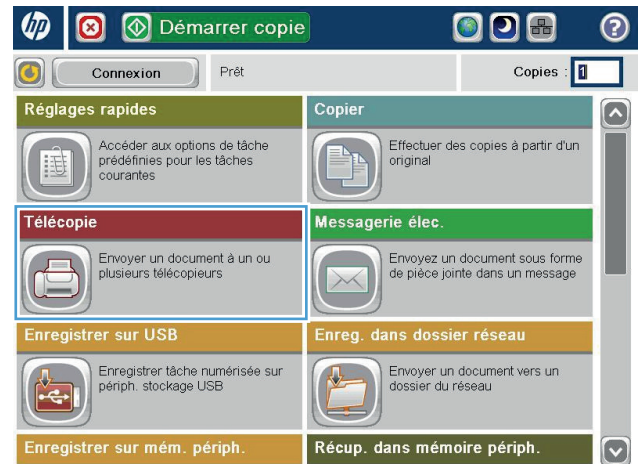 hp
Démarrer copie
?
Connexion
Prêt
Copies : 1
Réglages rapides
Accéder aux options de tâche
prédéfinies pour les tâches
courantes
Copier
Effectuer des copies à partir d'un
original
Télécopie
Envoyer un document à un ou
plusieurs télécopieurs
Messagerie élec.
Envoyez un document sous forme
de pièce jointe dans un message
Enregistrer sur USB
Enregistrer tâche numérisée sur
périph. stockage USB
Enreg. dans dossier réseau
Envoyer un document vers un
dossier du réseau
Enregistrer sur mém. périph.
Récup. dans mémoire périph.